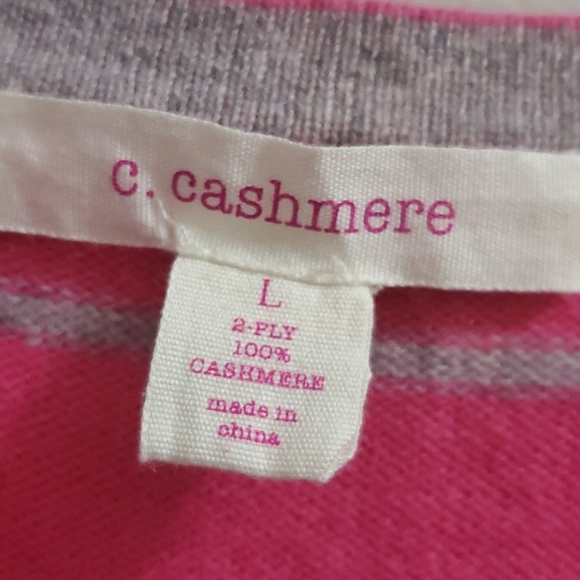 c. cashmere
L
2-PLY
100%
CASHMERE
made in
china